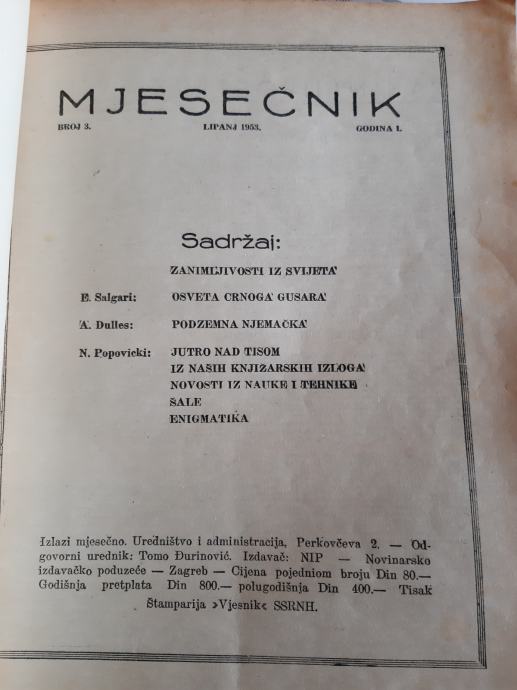 MJESEČNIK
BROJ 3. LIPANJ 1953. GODINA I.
Sadržaj:
ZANIMLJIVOSTI IZ SVIJETA
E. Salgari: OSVETA CRNOGA GUSARA
A. Dulles: PODZEMNA NJEMAČKA
N. Popovicki: JUTRO NAD TISOM
IZ NAŠIH KNJIŽARSKIH IZLOGA
NOVOSTI IZ NAUKE I TEHNIKE
ŠALE
ENIGMATIKA
Izlazi mjesečno. Uredništvo i administracija, Perkovčeva 2. — Od-
govorni urednik: Tomo Đurinović. Izdavač: NIP — Novinarsko
izdavačko poduzeće — Zagreb — Cijena pojedniom broju Din 80.—
Godišnja pretplata Din 800.— polugodišnja Din 400.— Tisak
Štamparija »Vjesnik« SSRNH.